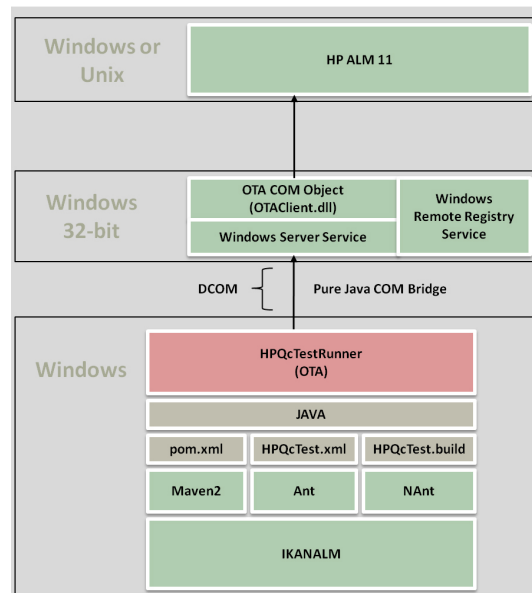 Windows or
Unix
HP ALM 11
Windows
32-bit
OTA COM Object
(OTAClient.dll)
Windows Server Service
Windows
Remote Registry
Service
DCOM
Pure Java COM Bridge
Windows
HPQcTestRunner
(OTA)
JAVA
pom.xml
HPQcTest.xml
HPQcTest.build
Maven2
Ant
NAnt
IKANALM